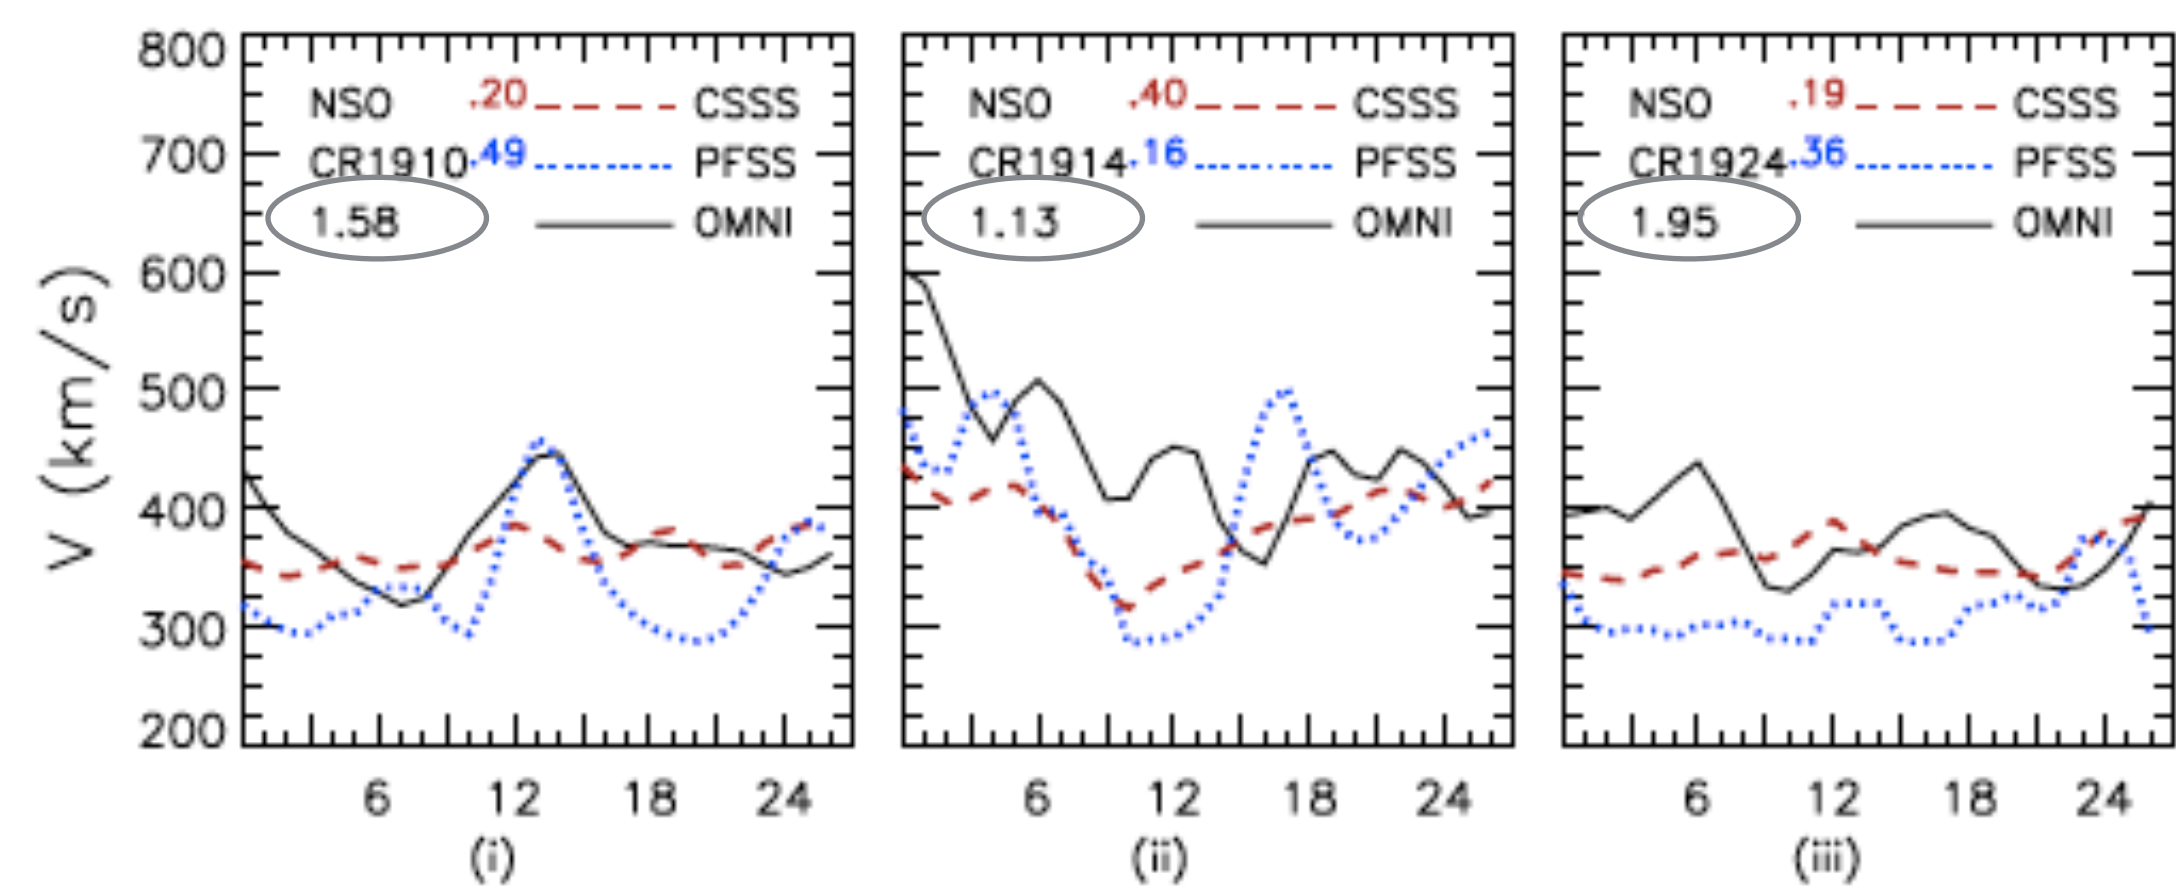 V (km/s)
800
700
600
500
400
300
200
NSO .20 CSSS
CR1910 .49 PFSS
1.58 OMNI
6 12 18 24
(i)
NSO .40 CSSS
CR1914 .16 PFSS
1.13 OMNI
6 12 18 24
(ii)
NSO .19 CSSS
CR1924 .36 PFSS
1.95 OMNI
6 12 18 24
(iii)